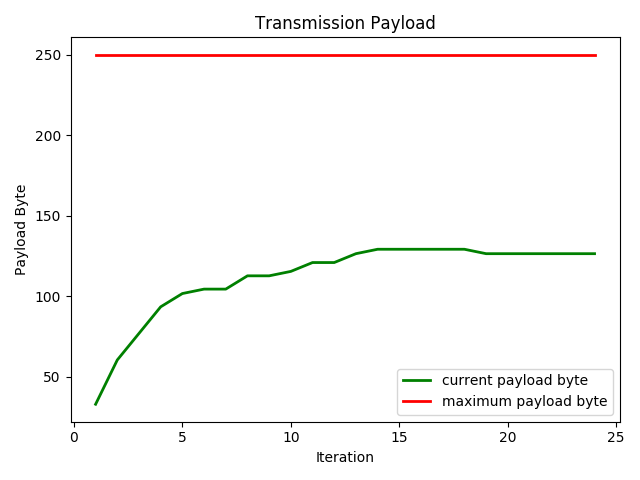 Transmission Payload
250
200
150
100
50
Payload Byte
0
5
10
15
20
25
Iteration
current payload byte
maximum payload byte